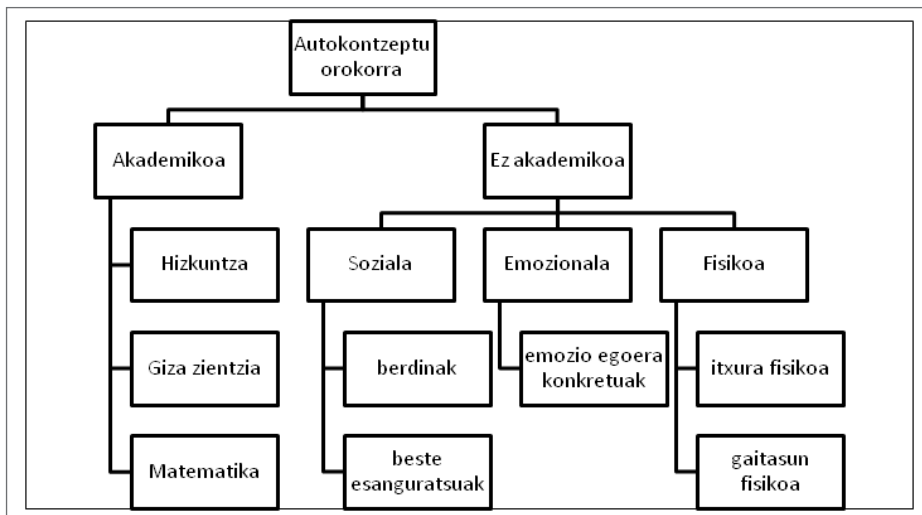 Autokontzeptu
orokorra
Akademikoa
Ez akademikoa
Hizkuntza
Soziala
Emozionala
Fisikoa
Giza zientzia
berdinak
emozio egoera
konkretuak
itxura fisikoa
Matematika
beste
esanguratsuak
gaitasun
fisikoa